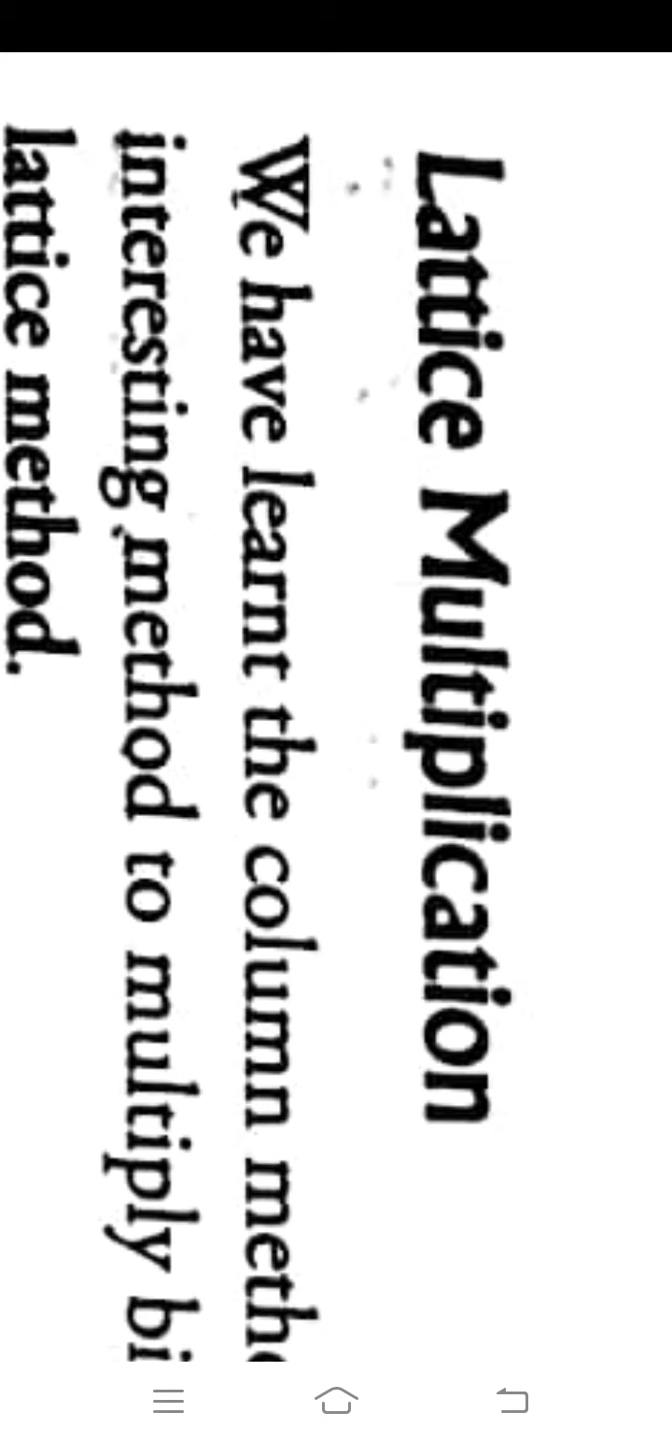 Lattice Multiplication
We have learnt the column
interesting method to multiply
lattice method.